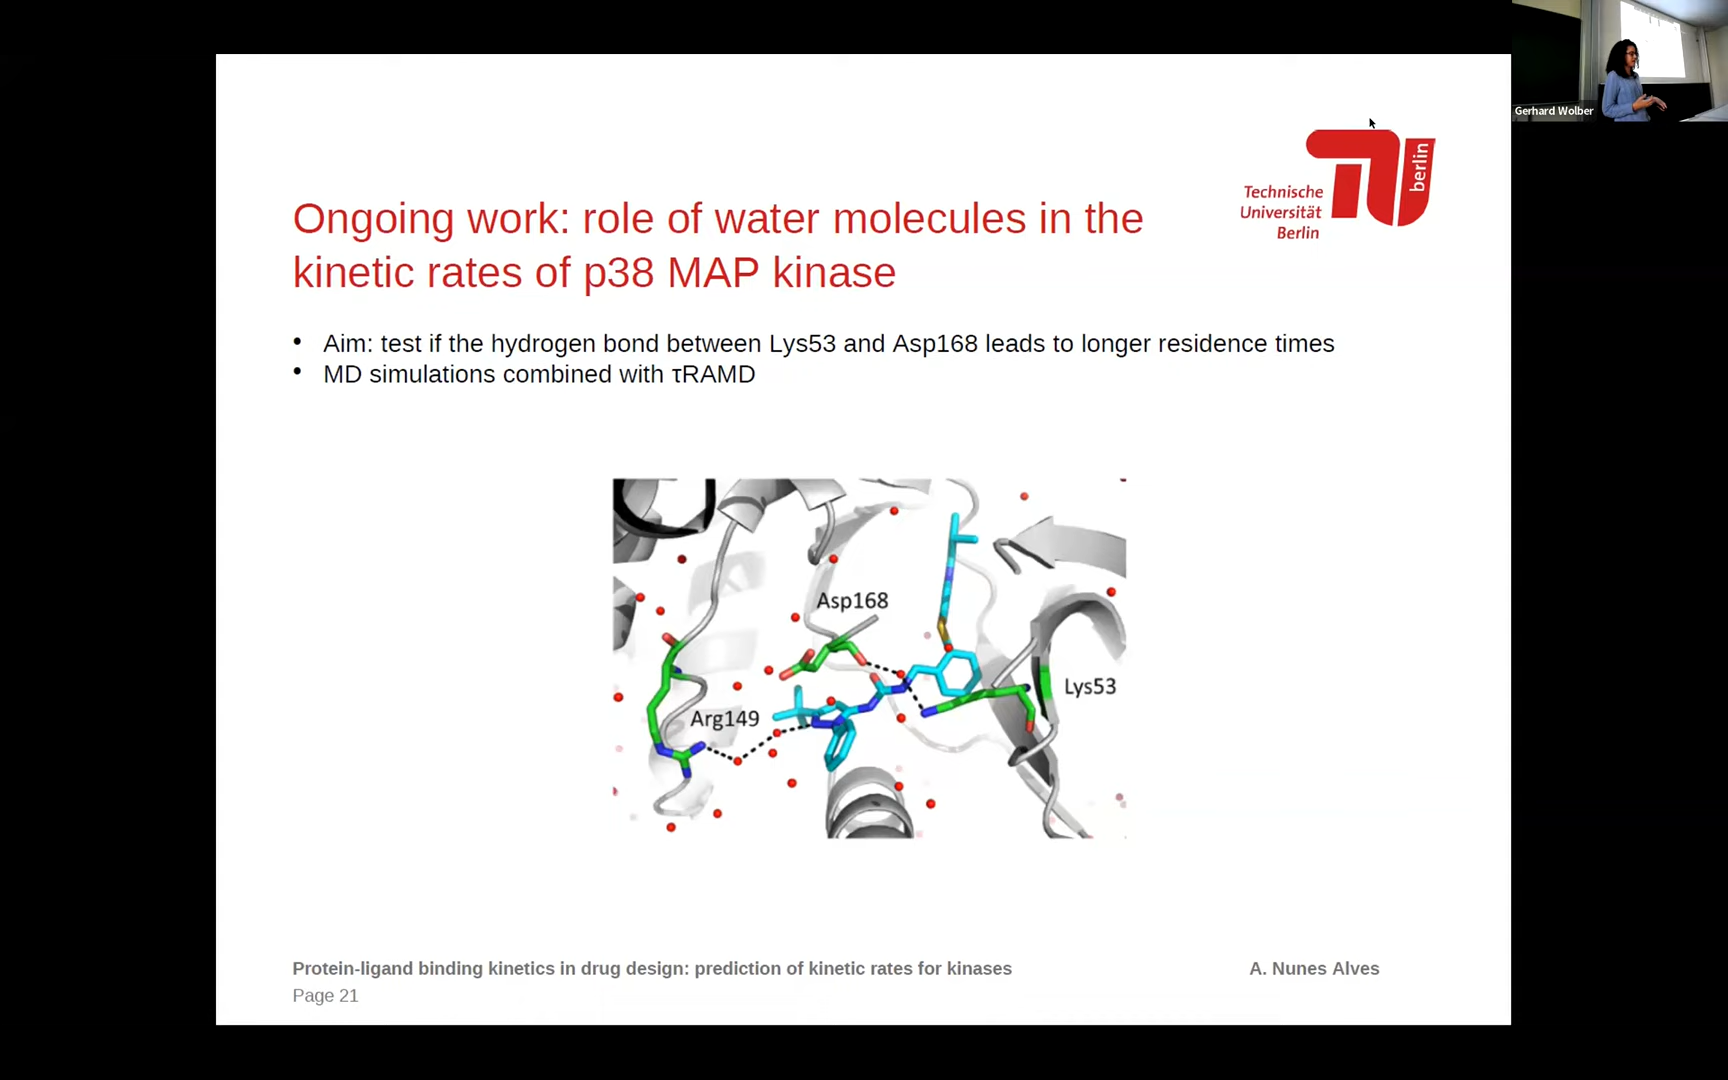 Gerhard Wolber
berlin
Technische
Universität
Berlin
Ongoing work: role of water molecules in the
kinetic rates of p38 MAP kinase
• Aim: test if the hydrogen bond between Lys53 and Asp168 leads to longer residence times
• MD simulations combined with τRAMD
Asp168
Lys53
Arg149
Protein-ligand binding kinetics in drug design: prediction of kinetic rates for kinases
A. Nunes Alves
Page 21